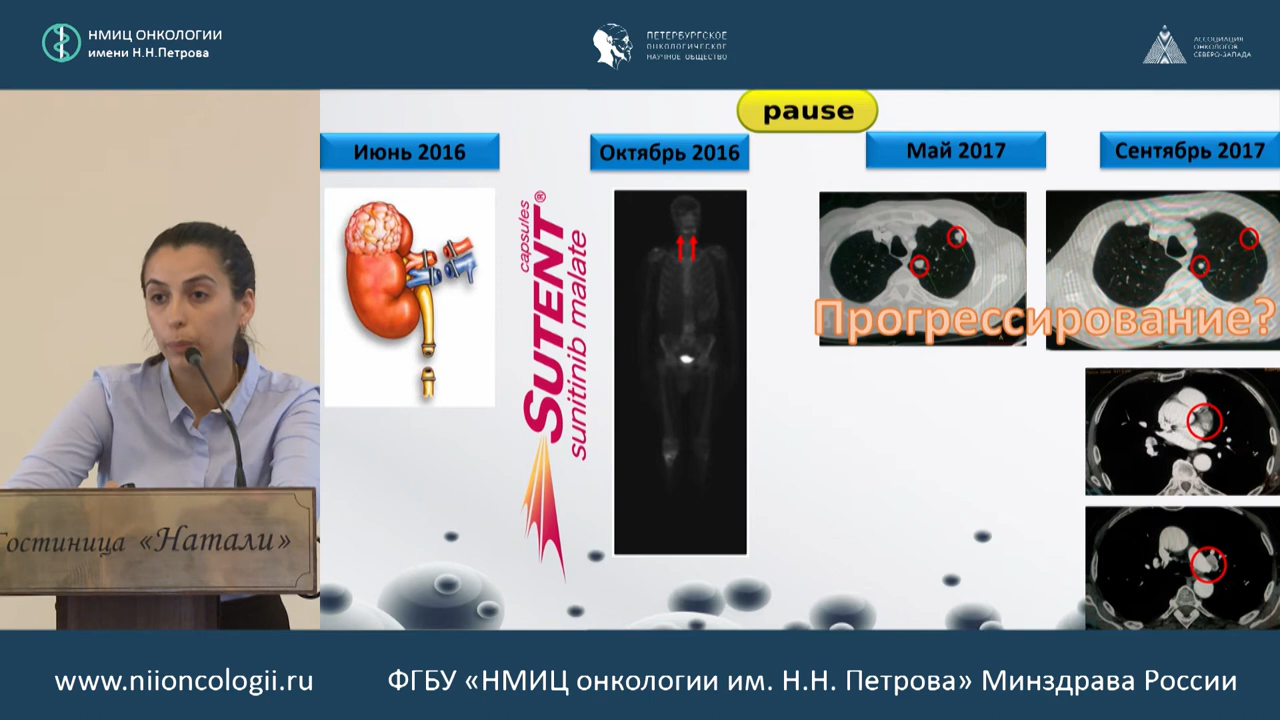 НМИЦ ОНКОЛОГИИ
имени Н.Н.Петрова
ПЕТЕРБУРГСКОЕ
ОНКОЛОГИЧЕСКОЕ
НАУЧНОЕ ОБЩЕСТВО
АССОЦИАЦИЯ
ОНКОЛОГОВ
СЕВЕРО-ЗАПАДА
pause
Июнь 2016
Октябрь 2016
Май 2017
Сентябрь 2017
capsules
SUTENT®
sunitinib malate
Прогрессирование?
Гостиница «Натали»
www.niioncologii.ru
ФГБУ «НМИЦ онкологии им. Н.Н. Петрова» Минздрава России